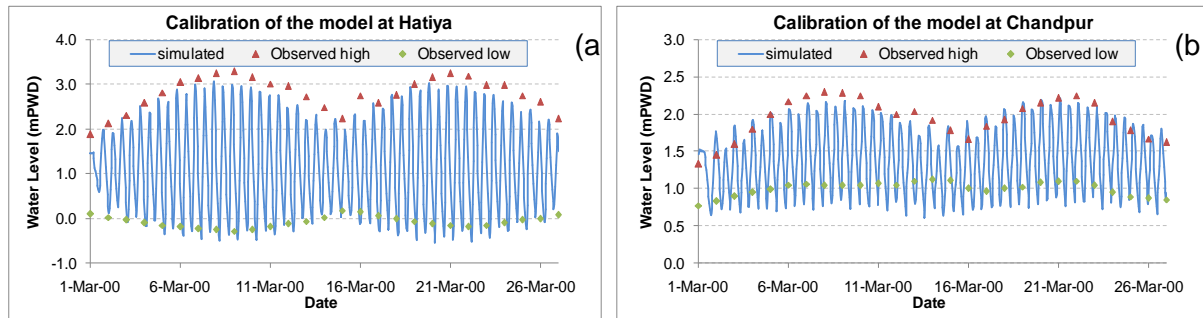 Calibration of the model at Hatiya
(a
simulated Observed high Observed low
Water Level (mPWD)
4.0
3.0
2.0
1.0
0.0
-1.0
1-Mar-00 6-Mar-00 11-Mar-00 16-Mar-00 21-Mar-00 26-Mar-00
Date
Calibration of the model at Chandpur
(b
simulated Observed high Observed low
Water Level (mPWD)
3.0
2.5
2.0
1.5
1.0
0.5
0.0
1-Mar-00 6-Mar-00 11-Mar-00 16-Mar-00 21-Mar-00 26-Mar-00
Date